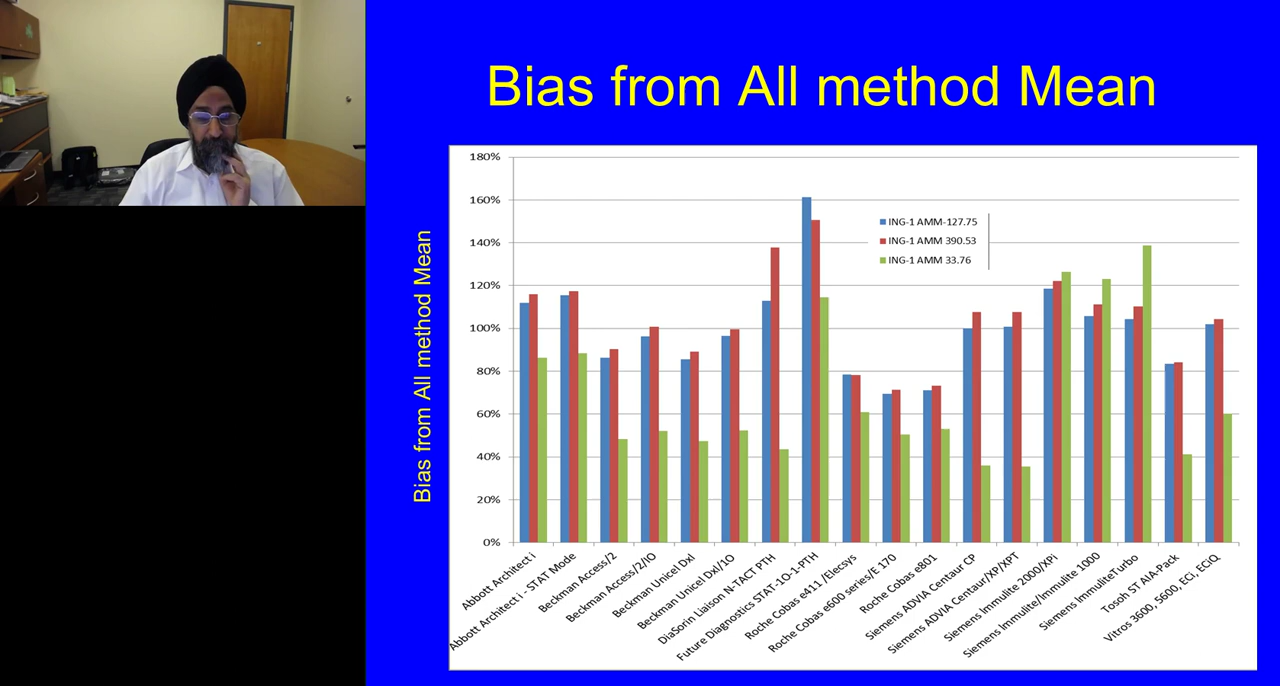 Bias from All method Mean
Bias from All method Mean
180%
160%
140%
120%
100%
80%
60%
40%
20%
0%
ING-1 AMM-127.75
ING-1 AMM 390.53
ING-1 AMM 33.76
Abbott Architect i
Abbott Architect i - STAT Mode
Beckman Access/2
Beckman Access/2/IO
Beckman Unicel DxI
Beckman Unicel DxI/1O
DiaSorin Liaison N-TACT PTH
Future Diagnostics STAT-1O-1-PTH
Roche Cobas e411 /Elecsys
Roche Cobas e600 series/E 170
Roche Cobas e801
Siemens ADVIA Centaur CP
Siemens ADVIA Centaur/XP/XPT
Siemens Immulite 2000/XPi
Siemens Immulite/Immulite 1000
Siemens ImmuliteTurbo
Tosoh ST AIA-Pack
Vitros 3600, 5600, ECi, ECiQ